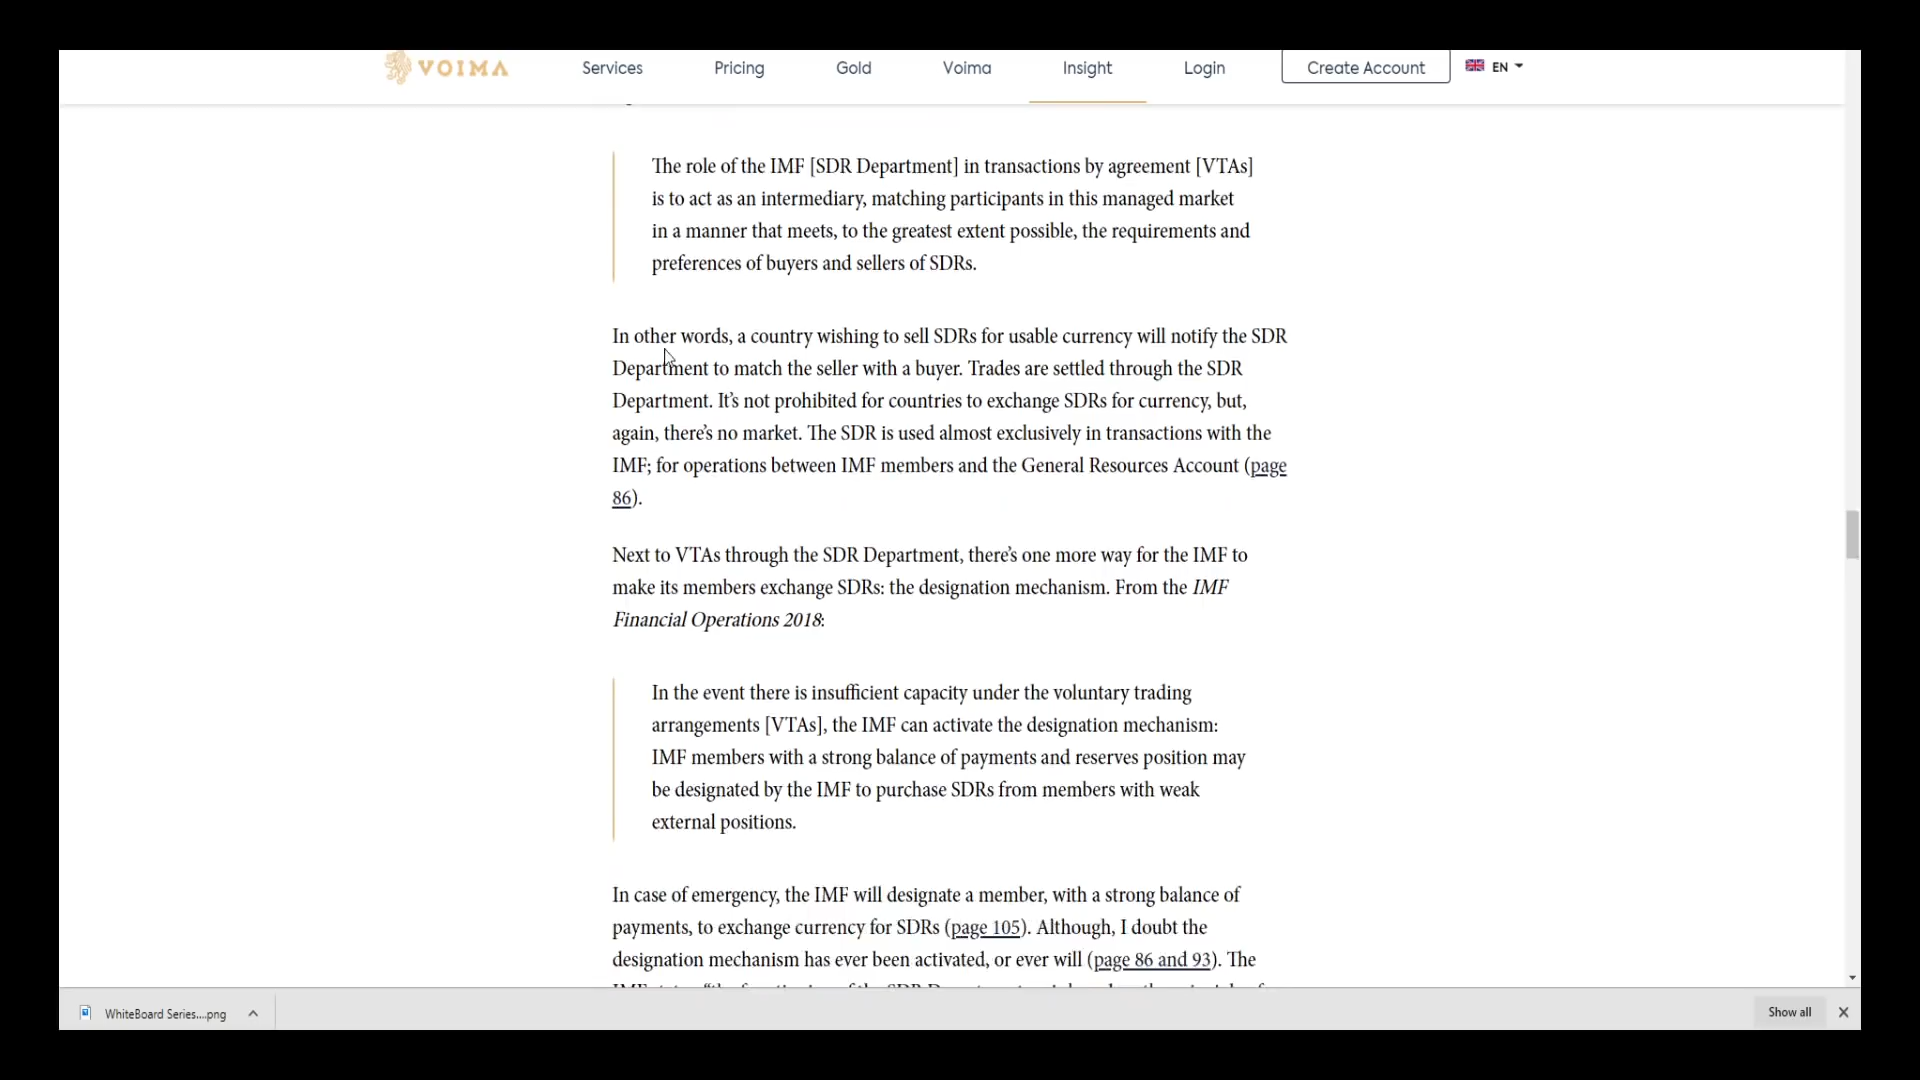 VOIMA
Services
Pricing
Gold
Voima
Insight
Login
Create Account
EN
The role of the IMF [SDR Department] in transactions by agreement [VTAs]
is to act as an intermediary, matching participants in this managed market
in a manner that meets, to the greatest extent possible, the requirements and
preferences of buyers and sellers of SDRs.
In other words, a country wishing to sell SDRs for usable currency will notify the SDR
Department to match the seller with a buyer. Trades are settled through the SDR
Department. It’s not prohibited for countries to exchange SDRs for currency, but,
again, there’s no market. The SDR is used almost exclusively in transactions with the
IMF; for operations between IMF members and the General Resources Account (page
86).
Next to VTAs through the SDR Department, there’s one more way for the IMF to
make its members exchange SDRs: the designation mechanism. From the IMF
Financial Operations 2018:
In the event there is insufficient capacity under the voluntary trading
arrangements [VTAs], the IMF can activate the designation mechanism:
IMF members with a strong balance of payments and reserves position may
be designated by the IMF to purchase SDRs from members with weak
external positions.
In case of emergency, the IMF will designate a member, with a strong balance of
payments, to exchange currency for SDRs (page 105). Although, I doubt the
designation mechanism has ever been activated, or ever will (page 86 and 93). The
WhiteBoard Series....png
Show all